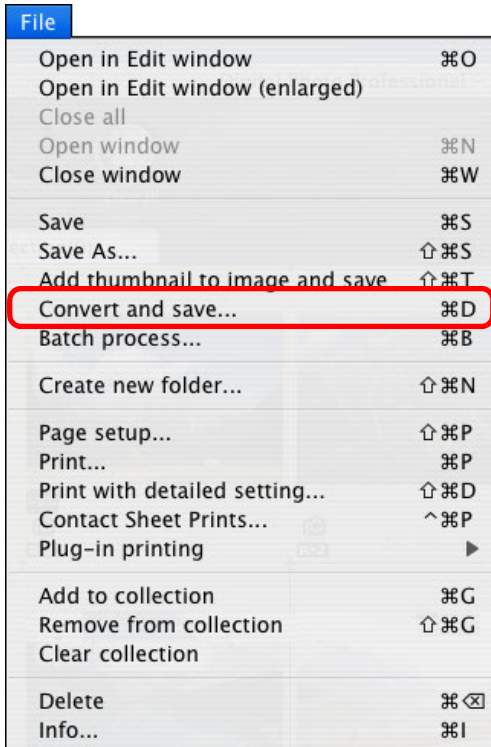 File
Open in Edit window ⌘O
Open in Edit window (enlarged)
Close all
Open window ⌘N
Close window ⌘W
Save ⌘S
Save As... ⇧⌘S
Add thumbnail to image and save ⇧⌘T
Convert and save... ⌘D
Batch process... ⌘B
Create new folder... ⇧⌘N
Page setup... ⇧⌘P
Print... ⌘P
Print with detailed setting... ⇧⌘D
Contact Sheet Prints... ^⌘P
Plug-in printing ▶
Add to collection ⌘G
Remove from collection ⇧⌘G
Clear collection
Delete ⌘⌫
Info... ⌘I